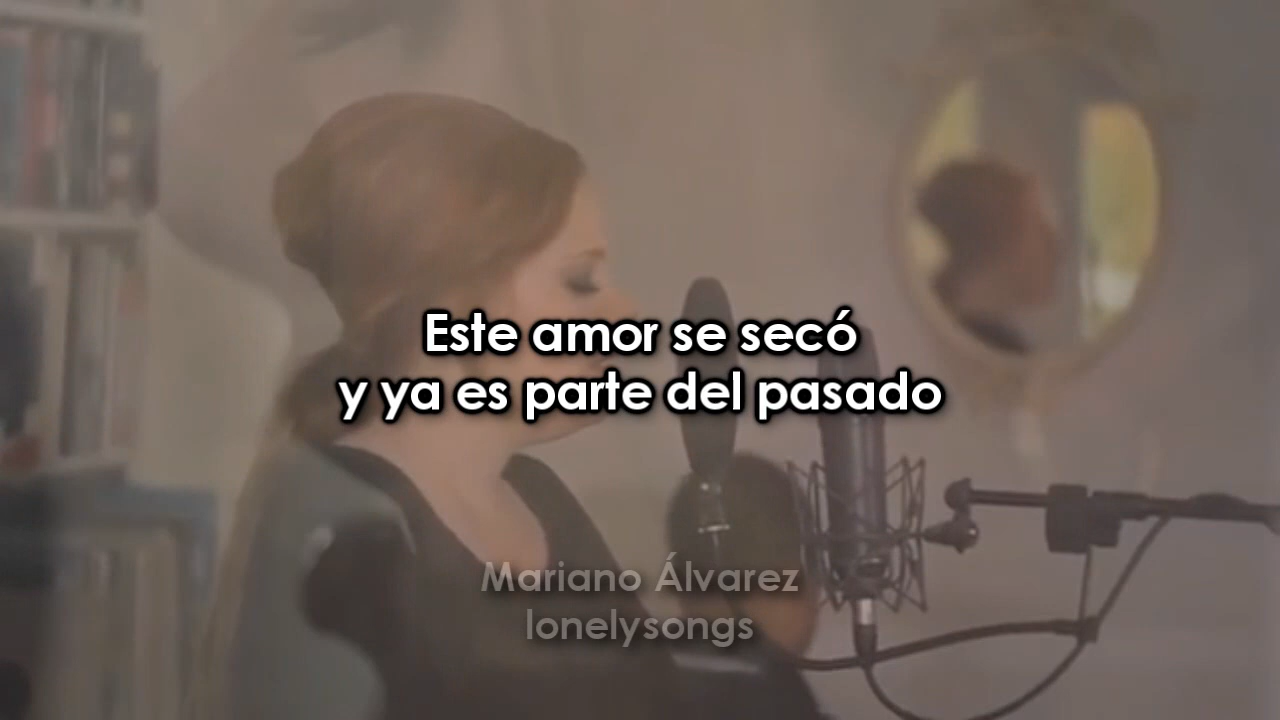 Este amor se secó
y ya es parte del pasado
Mariano Álvarez
lonelysongs